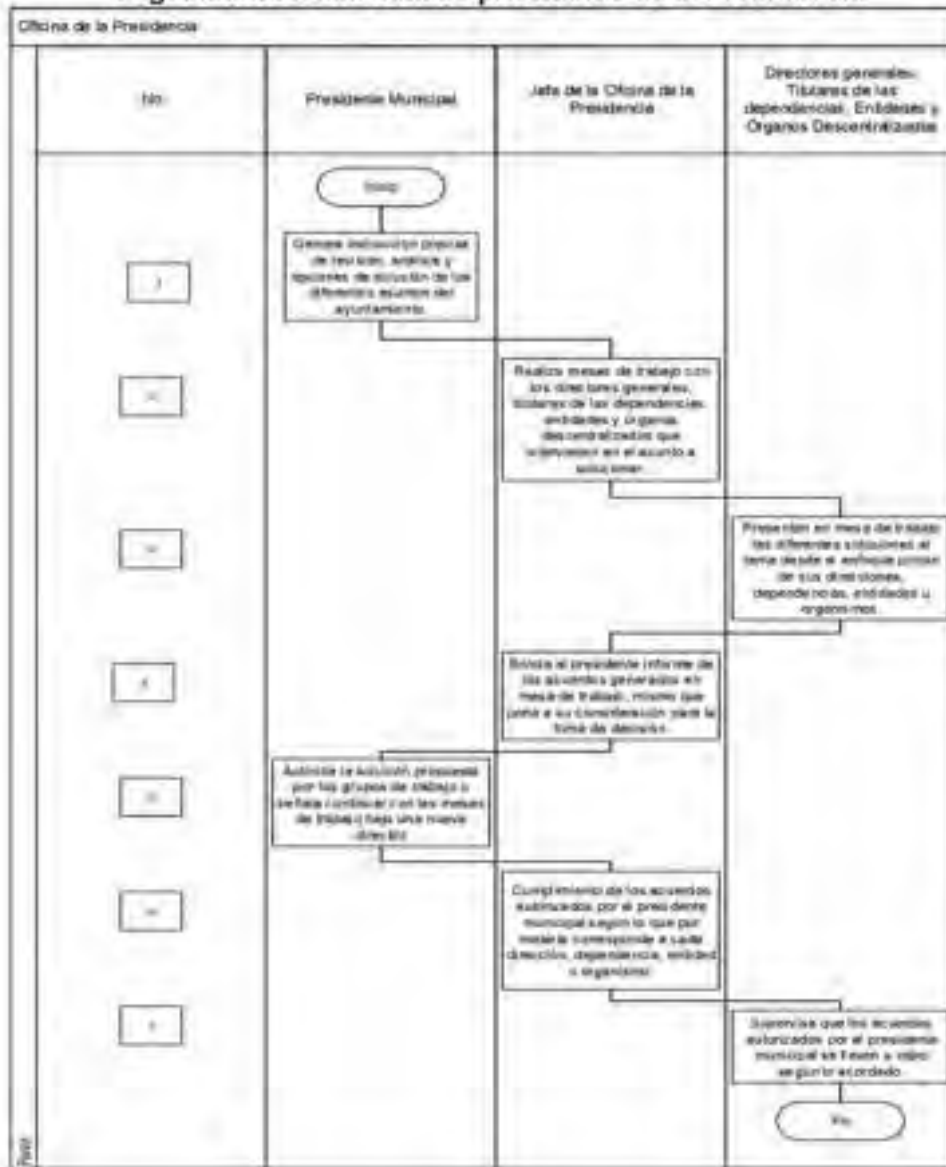 Oficina de la Presidencia
No.
Presidente Municipal
Jefa de la Oficina de la
Presidencia
Directores generales,
Titulares de las
dependencias, Entidades y
Órganos Descentralizados
Inicio
Genera instrucción precisa
de revisión, análisis y
opciones de solución de los
diferentes asuntos del
ayuntamiento.
1
Realiza mesas de trabajo con
los directores generales,
titulares de las dependencias,
entidades y órganos
descentralizados que
intervienen en el asunto a
solucionar.
Presentan en mesa de trabajo
las diferentes soluciones al
tema desde el enfoque
de sus direcciones,
dependencias, entidades u
organismos.
Brinda al presidente informe de
los acuerdos generados en
mesa de trabajo, mismo que
pone a su consideración para la
toma de decisión.
Autoriza la solución propuesta
por los grupos de trabajo o
señala continuar con las mesas
de trabajo bajo una nueva
directriz
Cumplimiento de los acuerdos
autorizados por el presidente
municipal según lo que por
materia corresponde a cada
dirección, dependencia, entidad
u organismo.
Supervisa que los acuerdos
autorizados por el presidente
municipal se lleven a cabo
según lo acordado.
Fin